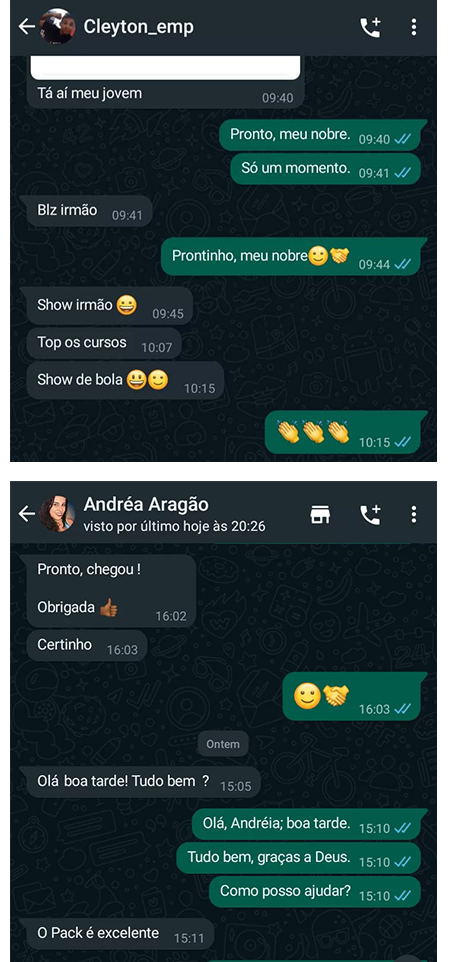 Cleyton_emp
Tá aí meu jovem
09:40
Pronto, meu nobre. 09:40
Só um momento. 09:41
Blz irmão 09:41
Prontinho, meu nobre🙂🤝 09:44
Show irmão 😀 09:45
Top os cursos 10:07
Show de bola 😃🙂 10:15
👏👏👏 10:15
Andréa Aragão
visto por último hoje às 20:26
Pronto, chegou !
Obrigada 👍🏾 16:02
Certinho 16:03
🙂🤝 16:03
Ontem
Olá boa tarde! Tudo bem ? 15:05
Olá, Andréia; boa tarde. 15:10
Tudo bem, graças a Deus. 15:10
Como posso ajudar? 15:10
O Pack é excelente 15:11